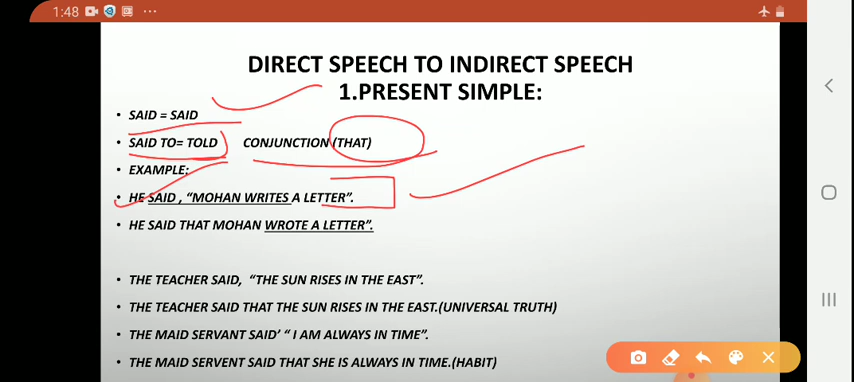 1:48
DIRECT SPEECH TO INDIRECT SPEECH
1.PRESENT SIMPLE:
• SAID = SAID
• SAID TO= TOLD CONJUNCTION (THAT)
• EXAMPLE:
• HE SAID , “MOHAN WRITES A LETTER”.
• HE SAID THAT MOHAN WROTE A LETTER”.
• THE TEACHER SAID, “THE SUN RISES IN THE EAST”.
• THE TEACHER SAID THAT THE SUN RISES IN THE EAST.(UNIVERSAL TRUTH)
• THE MAID SERVANT SAID’ “ I AM ALWAYS IN TIME”.
• THE MAID SERVENT SAID THAT SHE IS ALWAYS IN TIME.(HABIT)